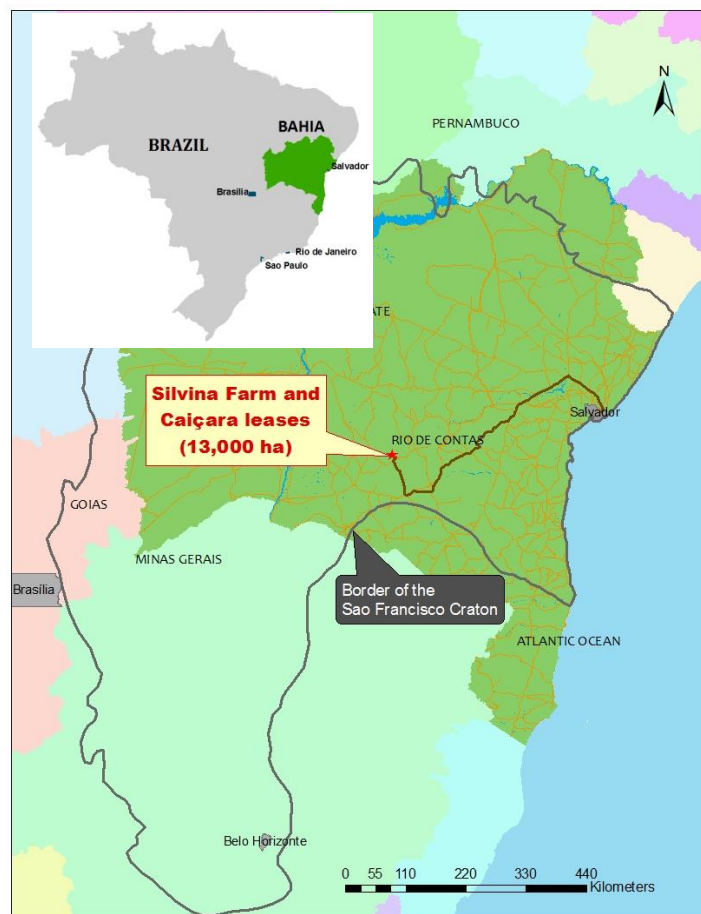 BRAZIL
BAHIA
Salvador
Brasília
Rio de Janeiro
Sao Paulo
N
PERNAMBUCO
ATE
Silvina Farm and
Caiçara leases
(13,000 ha)
RIO DE CONTAS
Salvador
GOIAS
MINAS GERAIS
Brasília
Border of the
Sao Francisco Craton
ATLANTIC OCEAN
Belo Horizonte
0 55 110 220 330 440
Kilometers